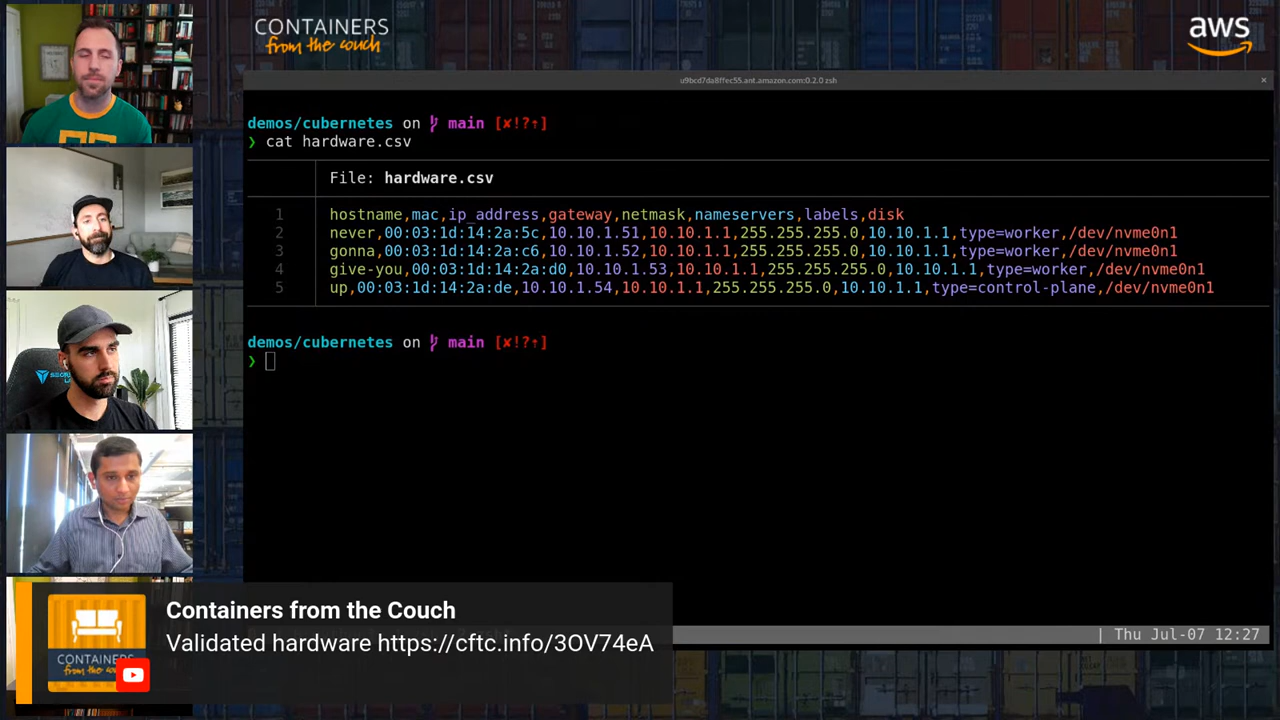 CONTAINERS
from the couch
aws
u9bcd7da8ffec55.ant.amazon.com:0.2.0 zsh
demos/cubernetes on main [✘!?⇡]
❯ cat hardware.csv
File: hardware.csv
1 hostname,mac,ip_address,gateway,netmask,nameservers,labels,disk
2 never,00:03:1d:14:2a:5c,10.10.1.51,10.10.1.1,255.255.255.0,10.10.1.1,type=worker,/dev/nvme0n1
3 gonna,00:03:1d:14:2a:c6,10.10.1.52,10.10.1.1,255.255.255.0,10.10.1.1,type=worker,/dev/nvme0n1
4 give-you,00:03:1d:14:2a:d0,10.10.1.53,10.10.1.1,255.255.255.0,10.10.1.1,type=worker,/dev/nvme0n1
5 up,00:03:1d:14:2a:de,10.10.1.54,10.10.1.1,255.255.255.0,10.10.1.1,type=control-plane,/dev/nvme0n1
demos/cubernetes on main [✘!?⇡]
❯
Containers from the Couch
Validated hardware https://cftc.info/3OV74eA
CONTAINERS
from the
| Thu Jul-07 12:27